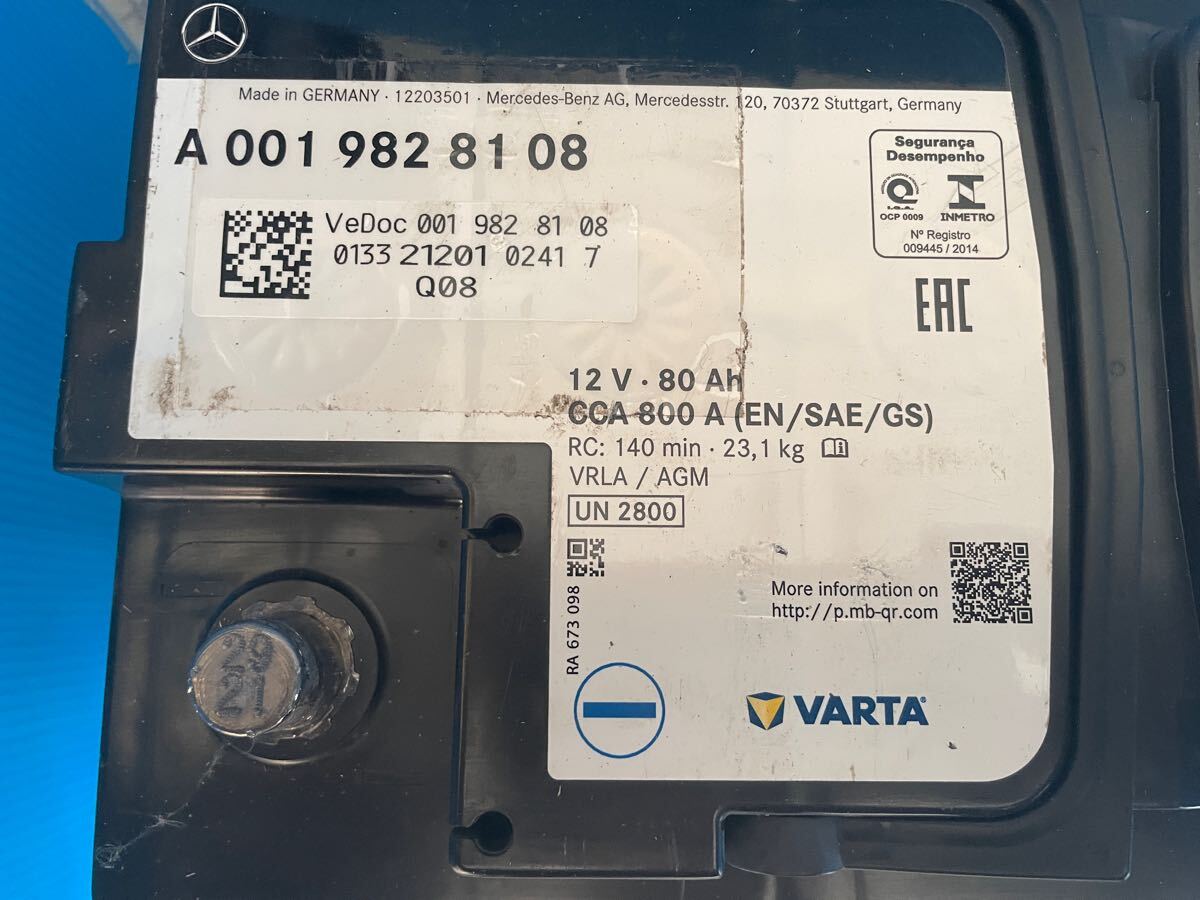 Made in GERMANY · 12203501 · Mercedes-Benz AG, Mercedesstr. 120, 70372 Stuttgart, Germany
A 001 982 81 08
VeDoc 001 982 81 08
0133 21201 0241 7
Q08
Segurança
Desempenho
OCP 0009
INMETRO
Nº Registro
009445 / 2014
EAC
12 V · 80 Ah
CCA 800 A (EN/SAE/GS)
RC: 140 min · 23,1 kg
VRLA / AGM
UN 2800
RA 673 098
More information on
http://p.mb-qr.com
VARTA